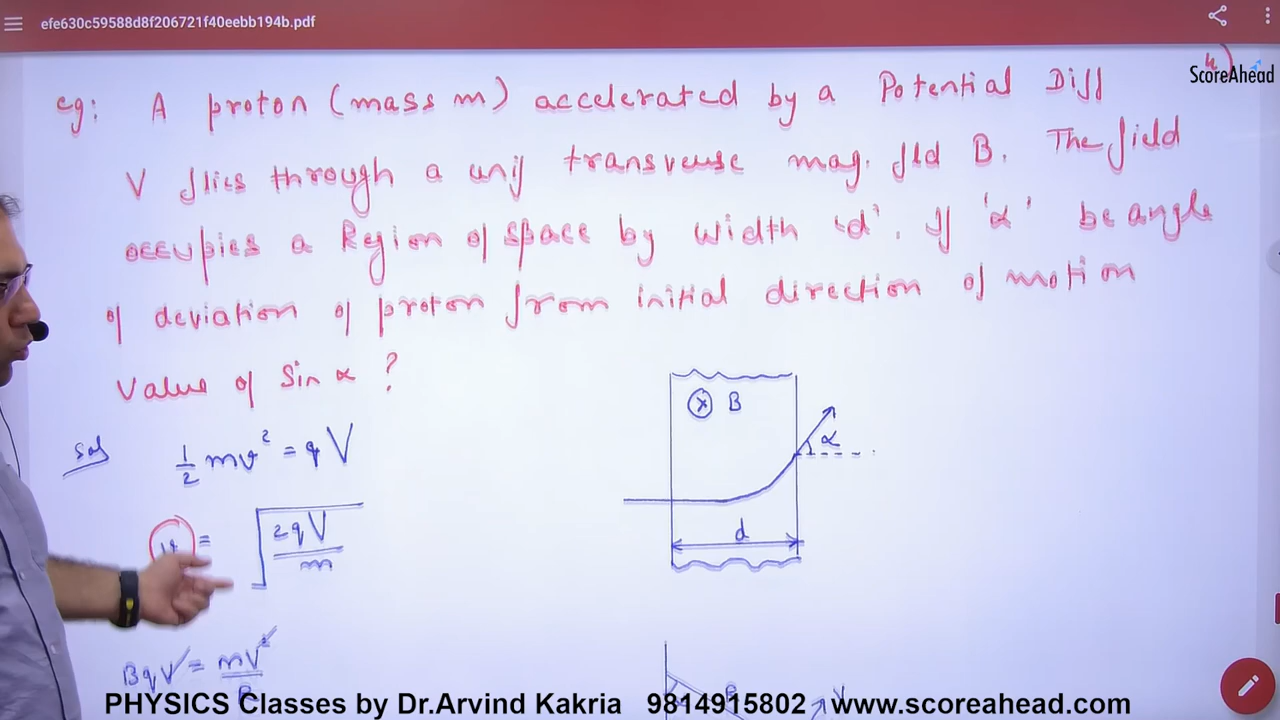 efe630c59588d8f206721f40eebb194b.pdf
ScoreAhead
eg: A proton (mass m) accelerated by a Potential Diff
V flies through a unif transverse mag. fld B. The field
occupies a Region of space by width 'd'. If 'α' be angle
of deviation of proton from initial direction of motion
Value of Sin α ?
B
α
d
Sol
1/2 mv² = qV
v = √(2qV/m)
BqV = mV²/R
R
V
PHYSICS Classes by Dr.Arvind Kakria 9814915802 www.scoreahead.com